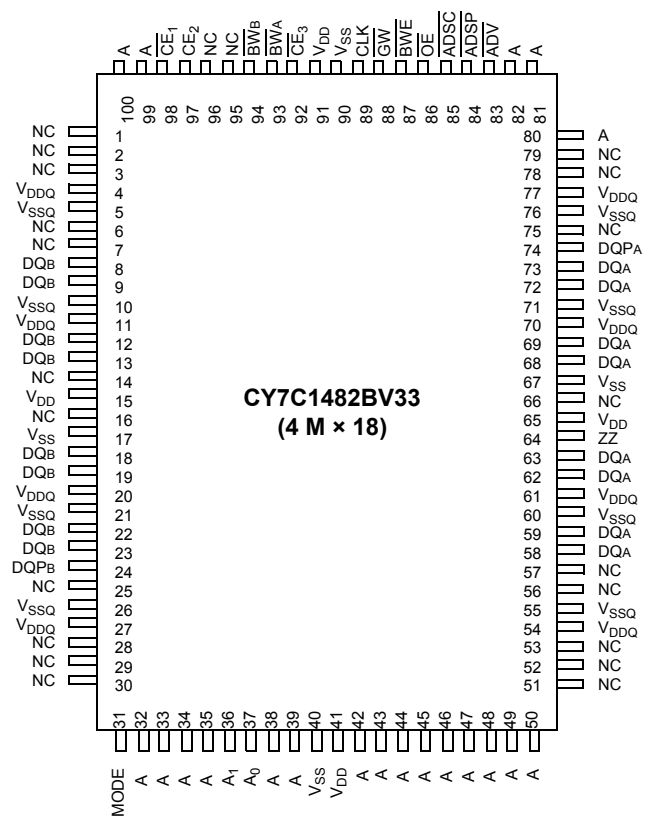 A A CE1 CE2 NC NC BWB BWA CE3 VDD VSS CLK GW BWE OE ADSC ADSP ADV A A
100 99 98 97 96 95 94 93 92 91 90 89 88 87 86 85 84 83 82 81
NC 1 80 A
NC 2 79 NC
NC 3 78 NC
VDDQ 4 77 VDDQ
VSSQ 5 76 VSSQ
NC 6 75 NC
NC 7 74 DQPA
DQB 8 73 DQA
DQB 9 72 DQA
VSSQ 10 71 VSSQ
VDDQ 11 70 VDDQ
DQB 12 69 DQA
DQB 13 68 DQA
NC 14 67 VSS
VDD 15 66 NC
NC 16 65 VDD
VSS 17 64 ZZ
DQB 18 63 DQA
DQB 19 62 DQA
VDDQ 20 61 VDDQ
VSSQ 21 60 VSSQ
DQB 22 59 DQA
DQB 23 58 DQA
DQPB 24 57 NC
NC 25 56 NC
VSSQ 26 55 VSSQ
VDDQ 27 54 VDDQ
NC 28 53 NC
NC 29 52 NC
NC 30 51 NC
CY7C1482BV33
(4 M × 18)
31 32 33 34 35 36 37 38 39 40 41 42 43 44 45 46 47 48 49 50
MODE A A A A A1 A0 A A VSS VDD A A A A A A A A A